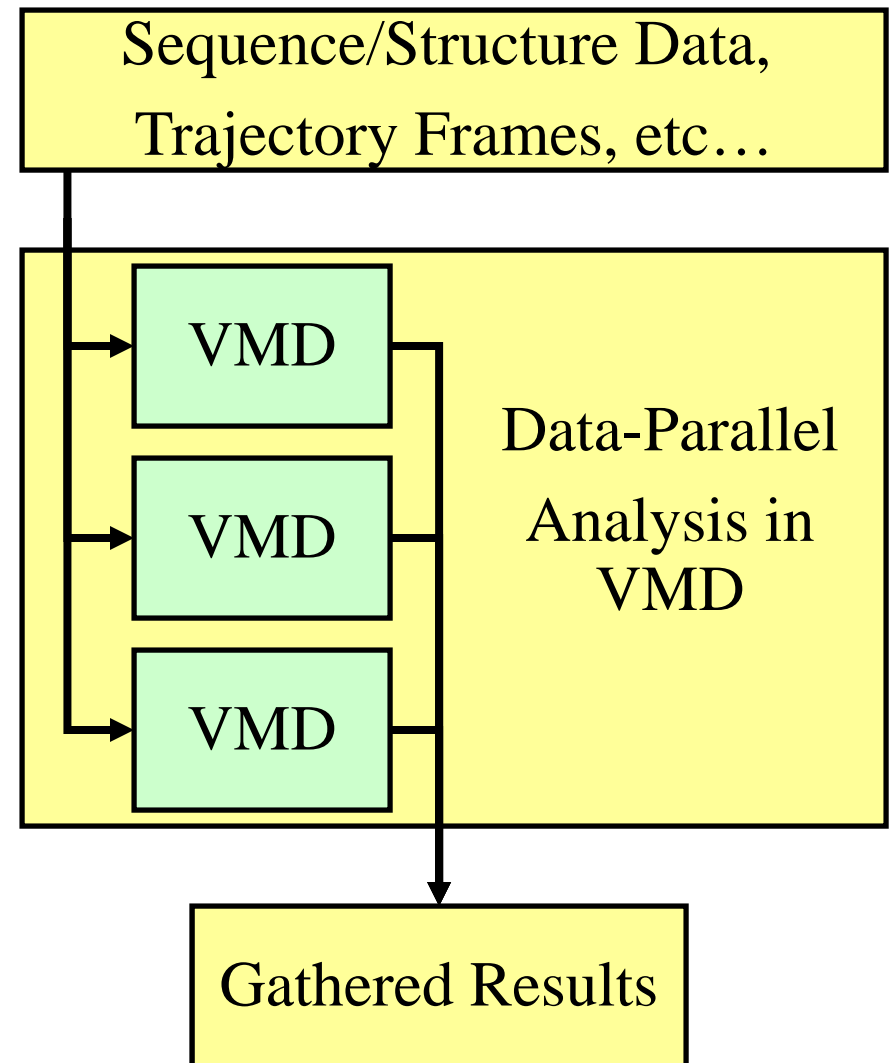 Sequence/Structure Data,
Trajectory Frames, etc…
VMD
VMD
VMD
Data-Parallel
Analysis in
VMD
Gathered Results